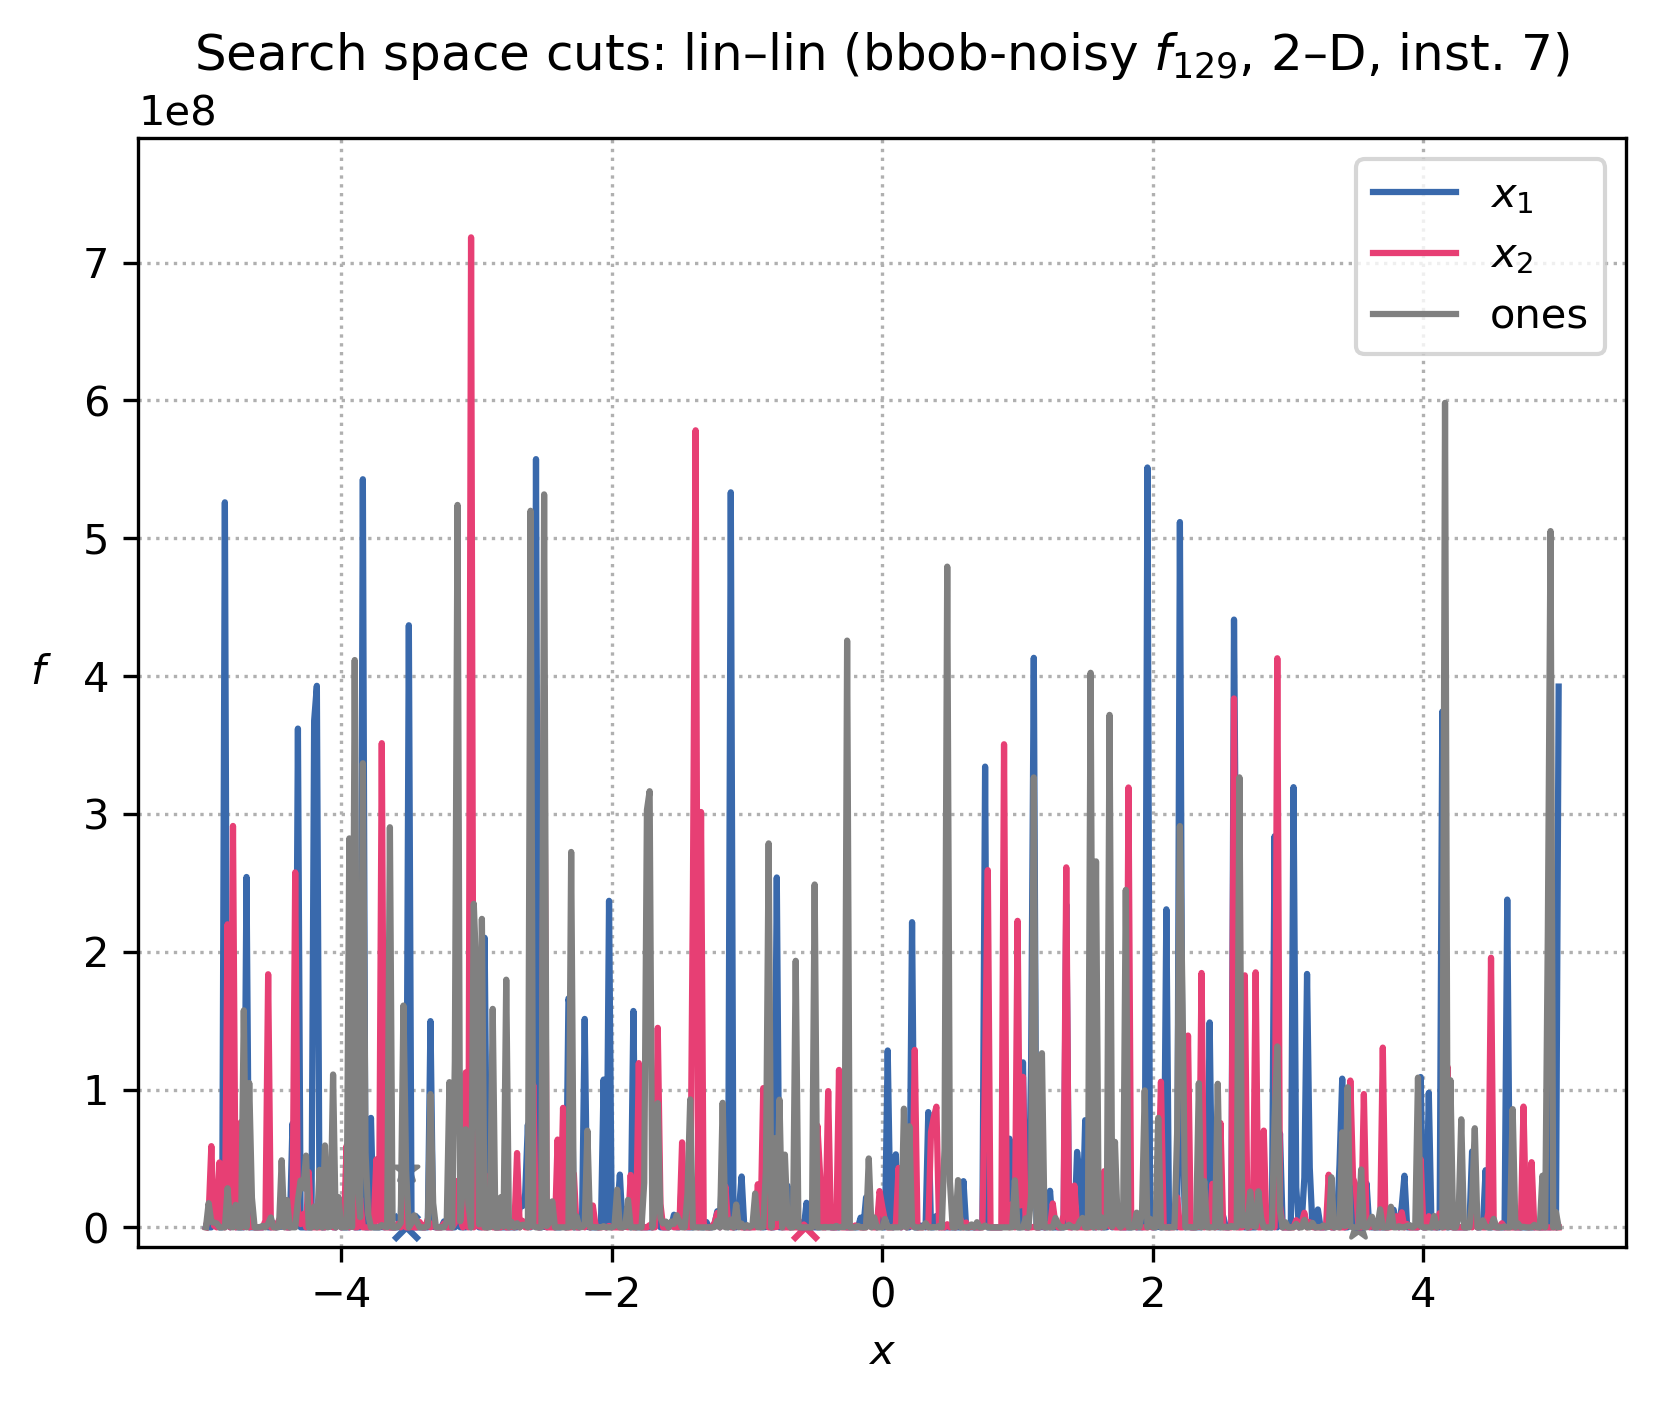 Search space cuts: lin–lin (bbob-noisy f₁₂₉, 2–D, inst. 7)
1e8
x₁
x₂
ones
7
6
5
4
3
2
1
0
f
−4 −2 0 2 4
x